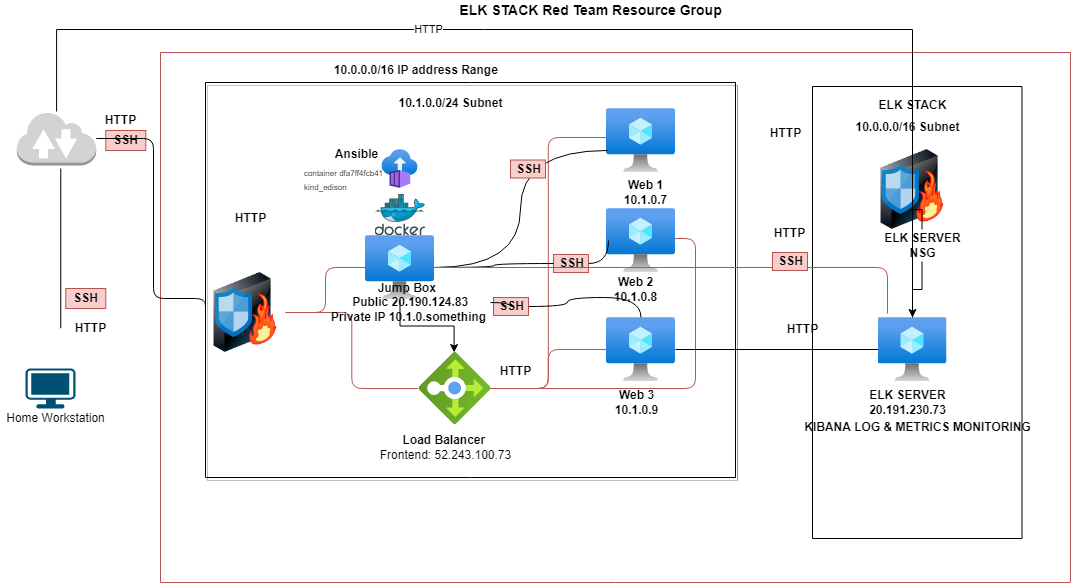 ELK STACK Red Team Resource Group
HTTP
10.0.0.0/16 IP address Range
10.1.0.0/24 Subnet
ELK STACK
10.0.0.0/16 Subnet
HTTP
SSH
HTTP
Ansible
container dfa7ff4fcb41
kind_edison
docker
SSH
Web 1
10.1.0.7
HTTP
HTTP
ELK SERVER
NSG
SSH
SSH
Web 2
10.1.0.8
Jump Box
Public 20.190.124.83
Private IP 10.1.0.something
SSH
SSH
HTTP
HTTP
HTTP
Home Workstation
Web 3
10.1.0.9
ELK SERVER
20.191.230.73
KIBANA LOG & METRICS MONITORING
Load Balancer
Frontend: 52.243.100.73